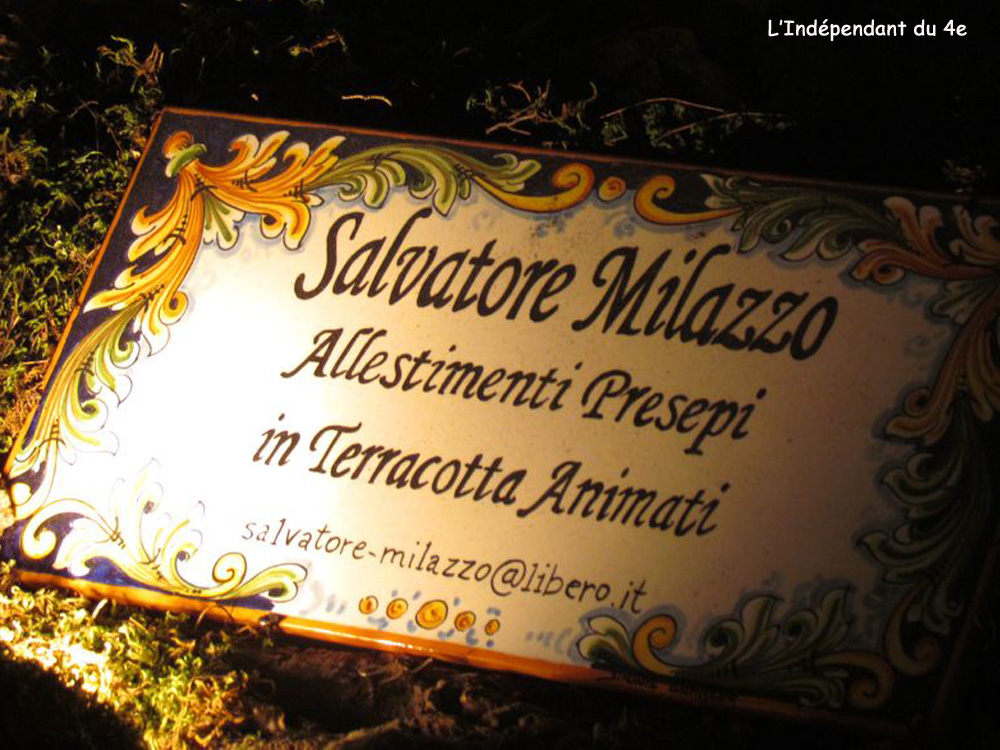 L'Indépendant du 4e
Salvatore Milazzo
Allestimenti Presepi
in Terracotta Animati
salvatore-milazzo@libero.it